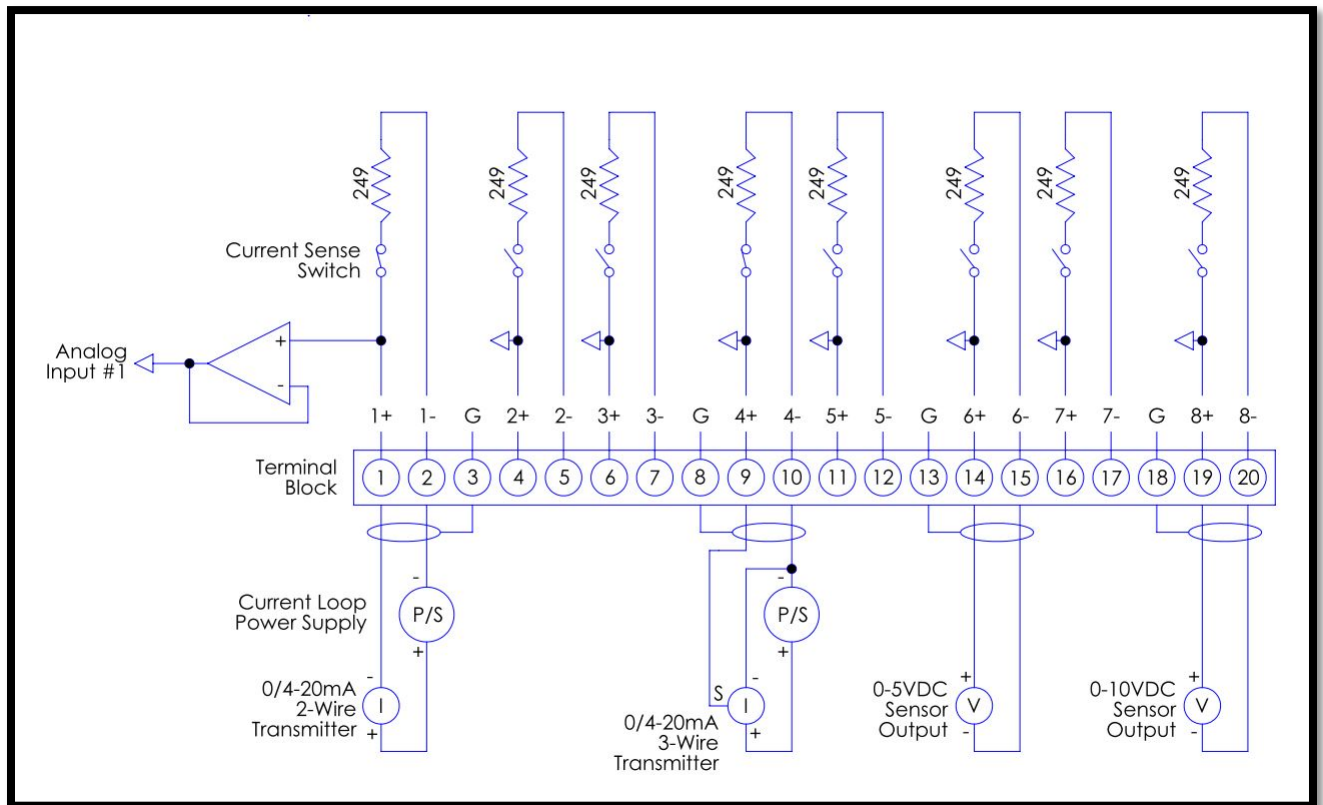 249 249 249 249 249 249 249 249
Current Sense
Switch
Analog
Input #1
+
-
1+ 1- G 2+ 2- 3+ 3- G 4+ 4- 5+ 5- G 6+ 6- 7+ 7- G 8+ 8-
Terminal
Block
1 2 3 4 5 6 7 8 9 10 11 12 13 14 15 16 17 18 19 20
Current Loop
Power Supply
-
P/S
+
-
P/S
+
0/4-20mA
2-Wire
Transmitter
-
I
+
0/4-20mA
3-Wire
Transmitter
S
-
I
+
0-5VDC
Sensor
Output
+
V
-
0-10VDC
Sensor
Output
+
V
-